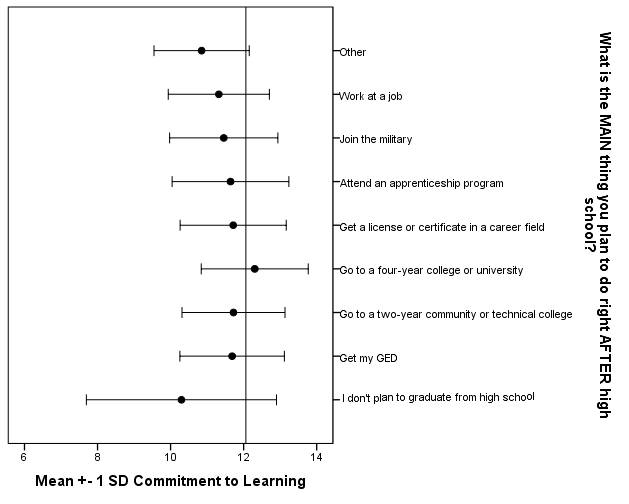 Other
Work at a job
Join the military
Attend an apprenticeship program
Get a license or certificate in a career field
Go to a four-year college or university
Go to a two-year community or technical college
Get my GED
I don't plan to graduate from high school
6 8 10 12 14
Mean +- 1 SD Commitment to Learning
What is the MAIN thing you plan to do right AFTER high
school?